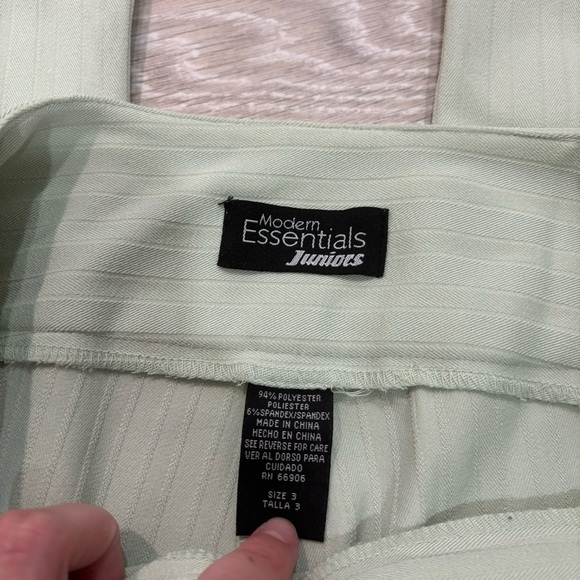 Modern
Essentials
Juniors
94% POLYESTER
POLIESTER
6%SPANDEX/SPANDEX
MADE IN CHINA
HECHO EN CHINA
SEE REVERSE FOR CARE
VER AL DORSO PARA
CUIDADO
RN 66906
SIZE 3
TALLA 3